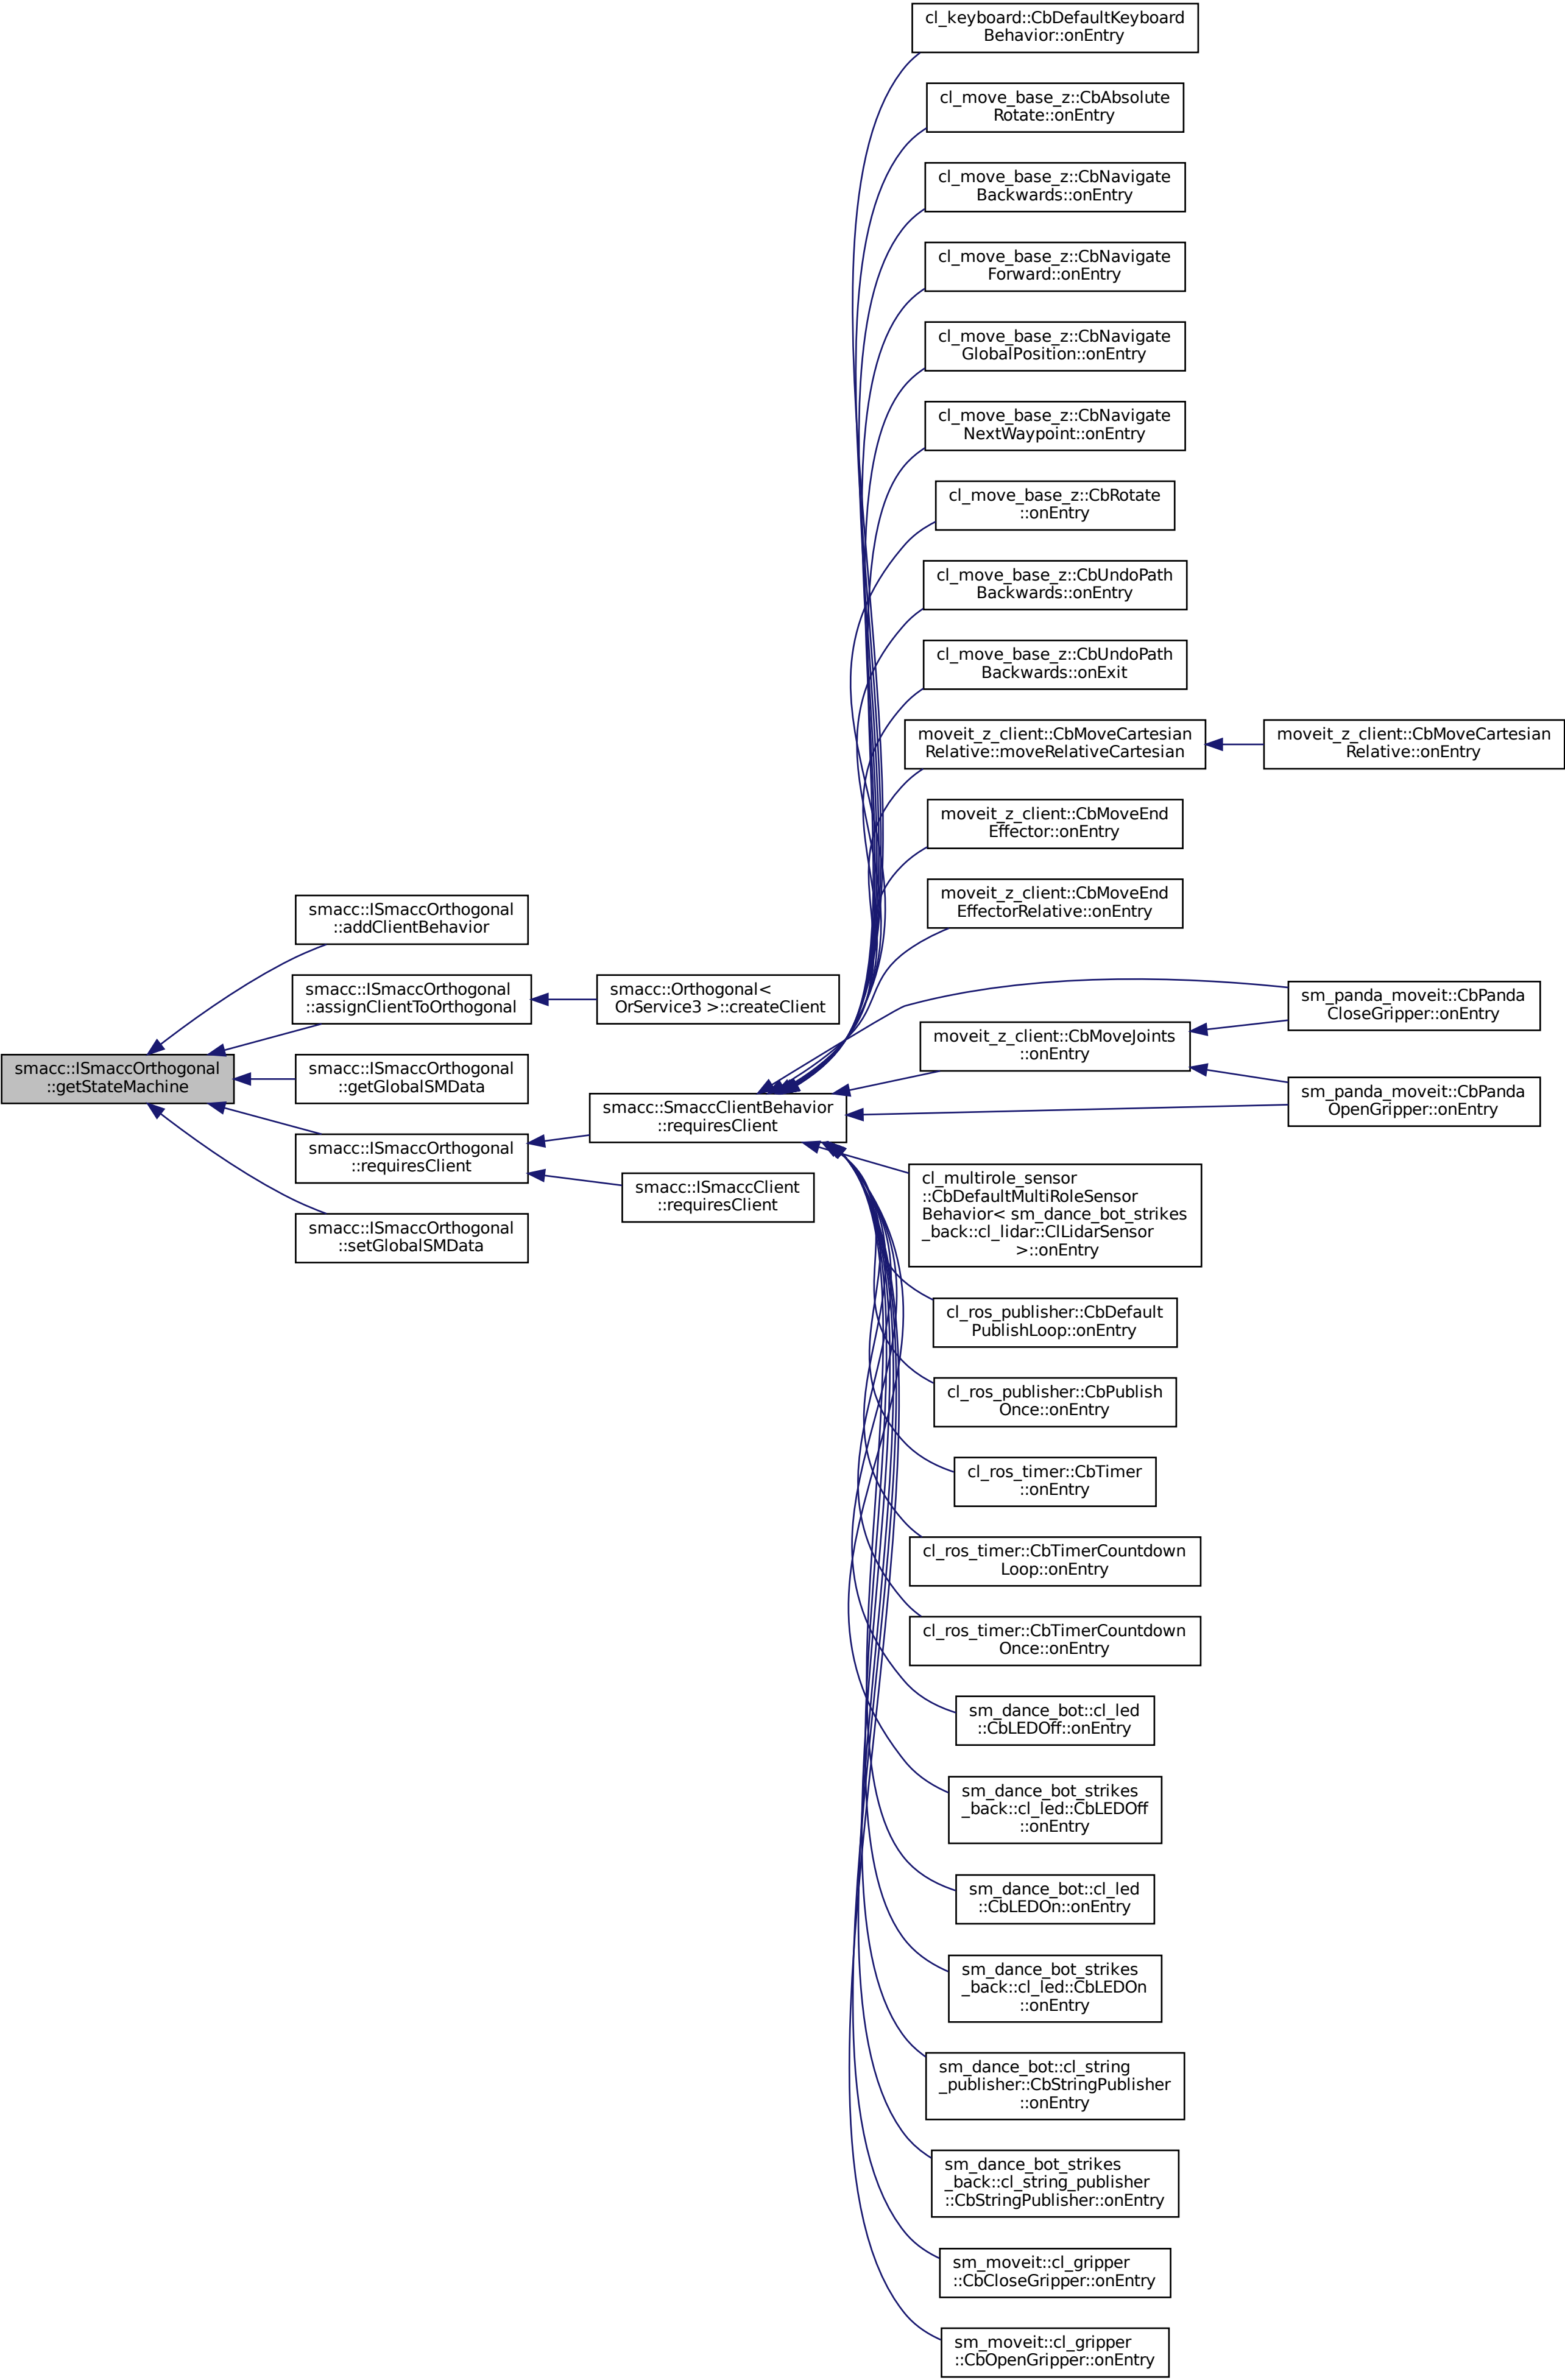 cl_keyboard::CbDefaultKeyboard
Behavior::onEntry
cl_move_base_z::CbAbsolute
Rotate::onEntry
cl_move_base_z::CbNavigate
Backwards::onEntry
cl_move_base_z::CbNavigate
Forward::onEntry
cl_move_base_z::CbNavigate
GlobalPosition::onEntry
cl_move_base_z::CbNavigate
NextWaypoint::onEntry
cl_move_base_z::CbRotate
::onEntry
cl_move_base_z::CbUndoPath
Backwards::onEntry
cl_move_base_z::CbUndoPath
Backwards::onExit
moveit_z_client::CbMoveCartesian
Relative::moveRelativeCartesian
moveit_z_client::CbMoveCartesian
Relative::onEntry
moveit_z_client::CbMoveEnd
Effector::onEntry
moveit_z_client::CbMoveEnd
EffectorRelative::onEntry
smacc::ISmaccOrthogonal
::addClientBehavior
smacc::ISmaccOrthogonal
::assignClientToOrthogonal
smacc::Orthogonal<
OrService3 >::createClient
sm_panda_moveit::CbPanda
CloseGripper::onEntry
moveit_z_client::CbMoveJoints
::onEntry
smacc::ISmaccOrthogonal
::getStateMachine
smacc::ISmaccOrthogonal
::getGlobalSMData
sm_panda_moveit::CbPanda
OpenGripper::onEntry
smacc::SmaccClientBehavior
::requiresClient
smacc::ISmaccOrthogonal
::requiresClient
smacc::ISmaccClient
::requiresClient
smacc::ISmaccOrthogonal
::setGlobalSMData
cl_multirole_sensor
::CbDefaultMultiRoleSensor
Behavior< sm_dance_bot_strikes
_back::cl_lidar::ClLidarSensor
>::onEntry
cl_ros_publisher::CbDefault
PublishLoop::onEntry
cl_ros_publisher::CbPublish
Once::onEntry
cl_ros_timer::CbTimer
::onEntry
cl_ros_timer::CbTimerCountdown
Loop::onEntry
cl_ros_timer::CbTimerCountdown
Once::onEntry
sm_dance_bot::cl_led
::CbLEDOff::onEntry
sm_dance_bot_strikes
_back::cl_led::CbLEDOff
::onEntry
sm_dance_bot::cl_led
::CbLEDOn::onEntry
sm_dance_bot_strikes
_back::cl_led::CbLEDOn
::onEntry
sm_dance_bot::cl_string
_publisher::CbStringPublisher
::onEntry
sm_dance_bot_strikes
_back::cl_string_publisher
::CbStringPublisher::onEntry
sm_moveit::cl_gripper
::CbCloseGripper::onEntry
sm_moveit::cl_gripper
::CbOpenGripper::onEntry